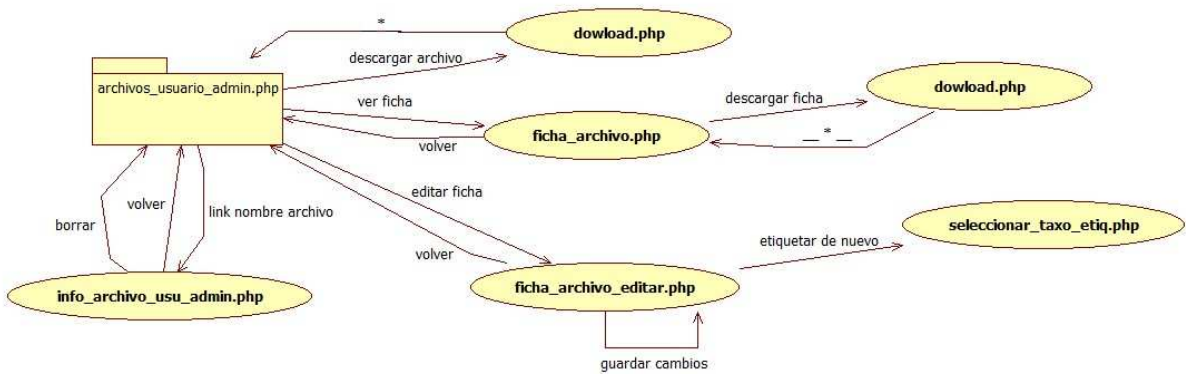 *
dowload.php
descargar archivo
archivos_usuario_admin.php
dowload.php
ver ficha
descargar ficha
ficha_archivo.php
__*__
volver
editar ficha
volver
link nombre archivo
borrar
seleccionar_taxo_etiq.php
etiquetar de nuevo
volver
info_archivo_usu_admin.php
ficha_archivo_editar.php
guardar cambios